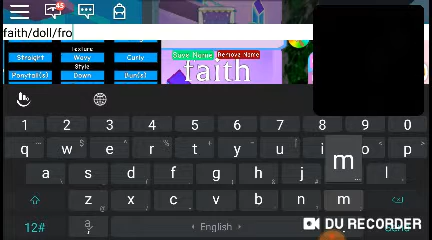 45
faith/doll/fro
Texture
Save Name Remove Name
Straight Wavy Curly
faith
Style
Ponytail(s) Down Bun(s)
1 2 3 4 5 6 7 8 9 0
q w e r t y u i o p
m
a s d f g h j l
z x c v b n m
12# English
DU RECORDER